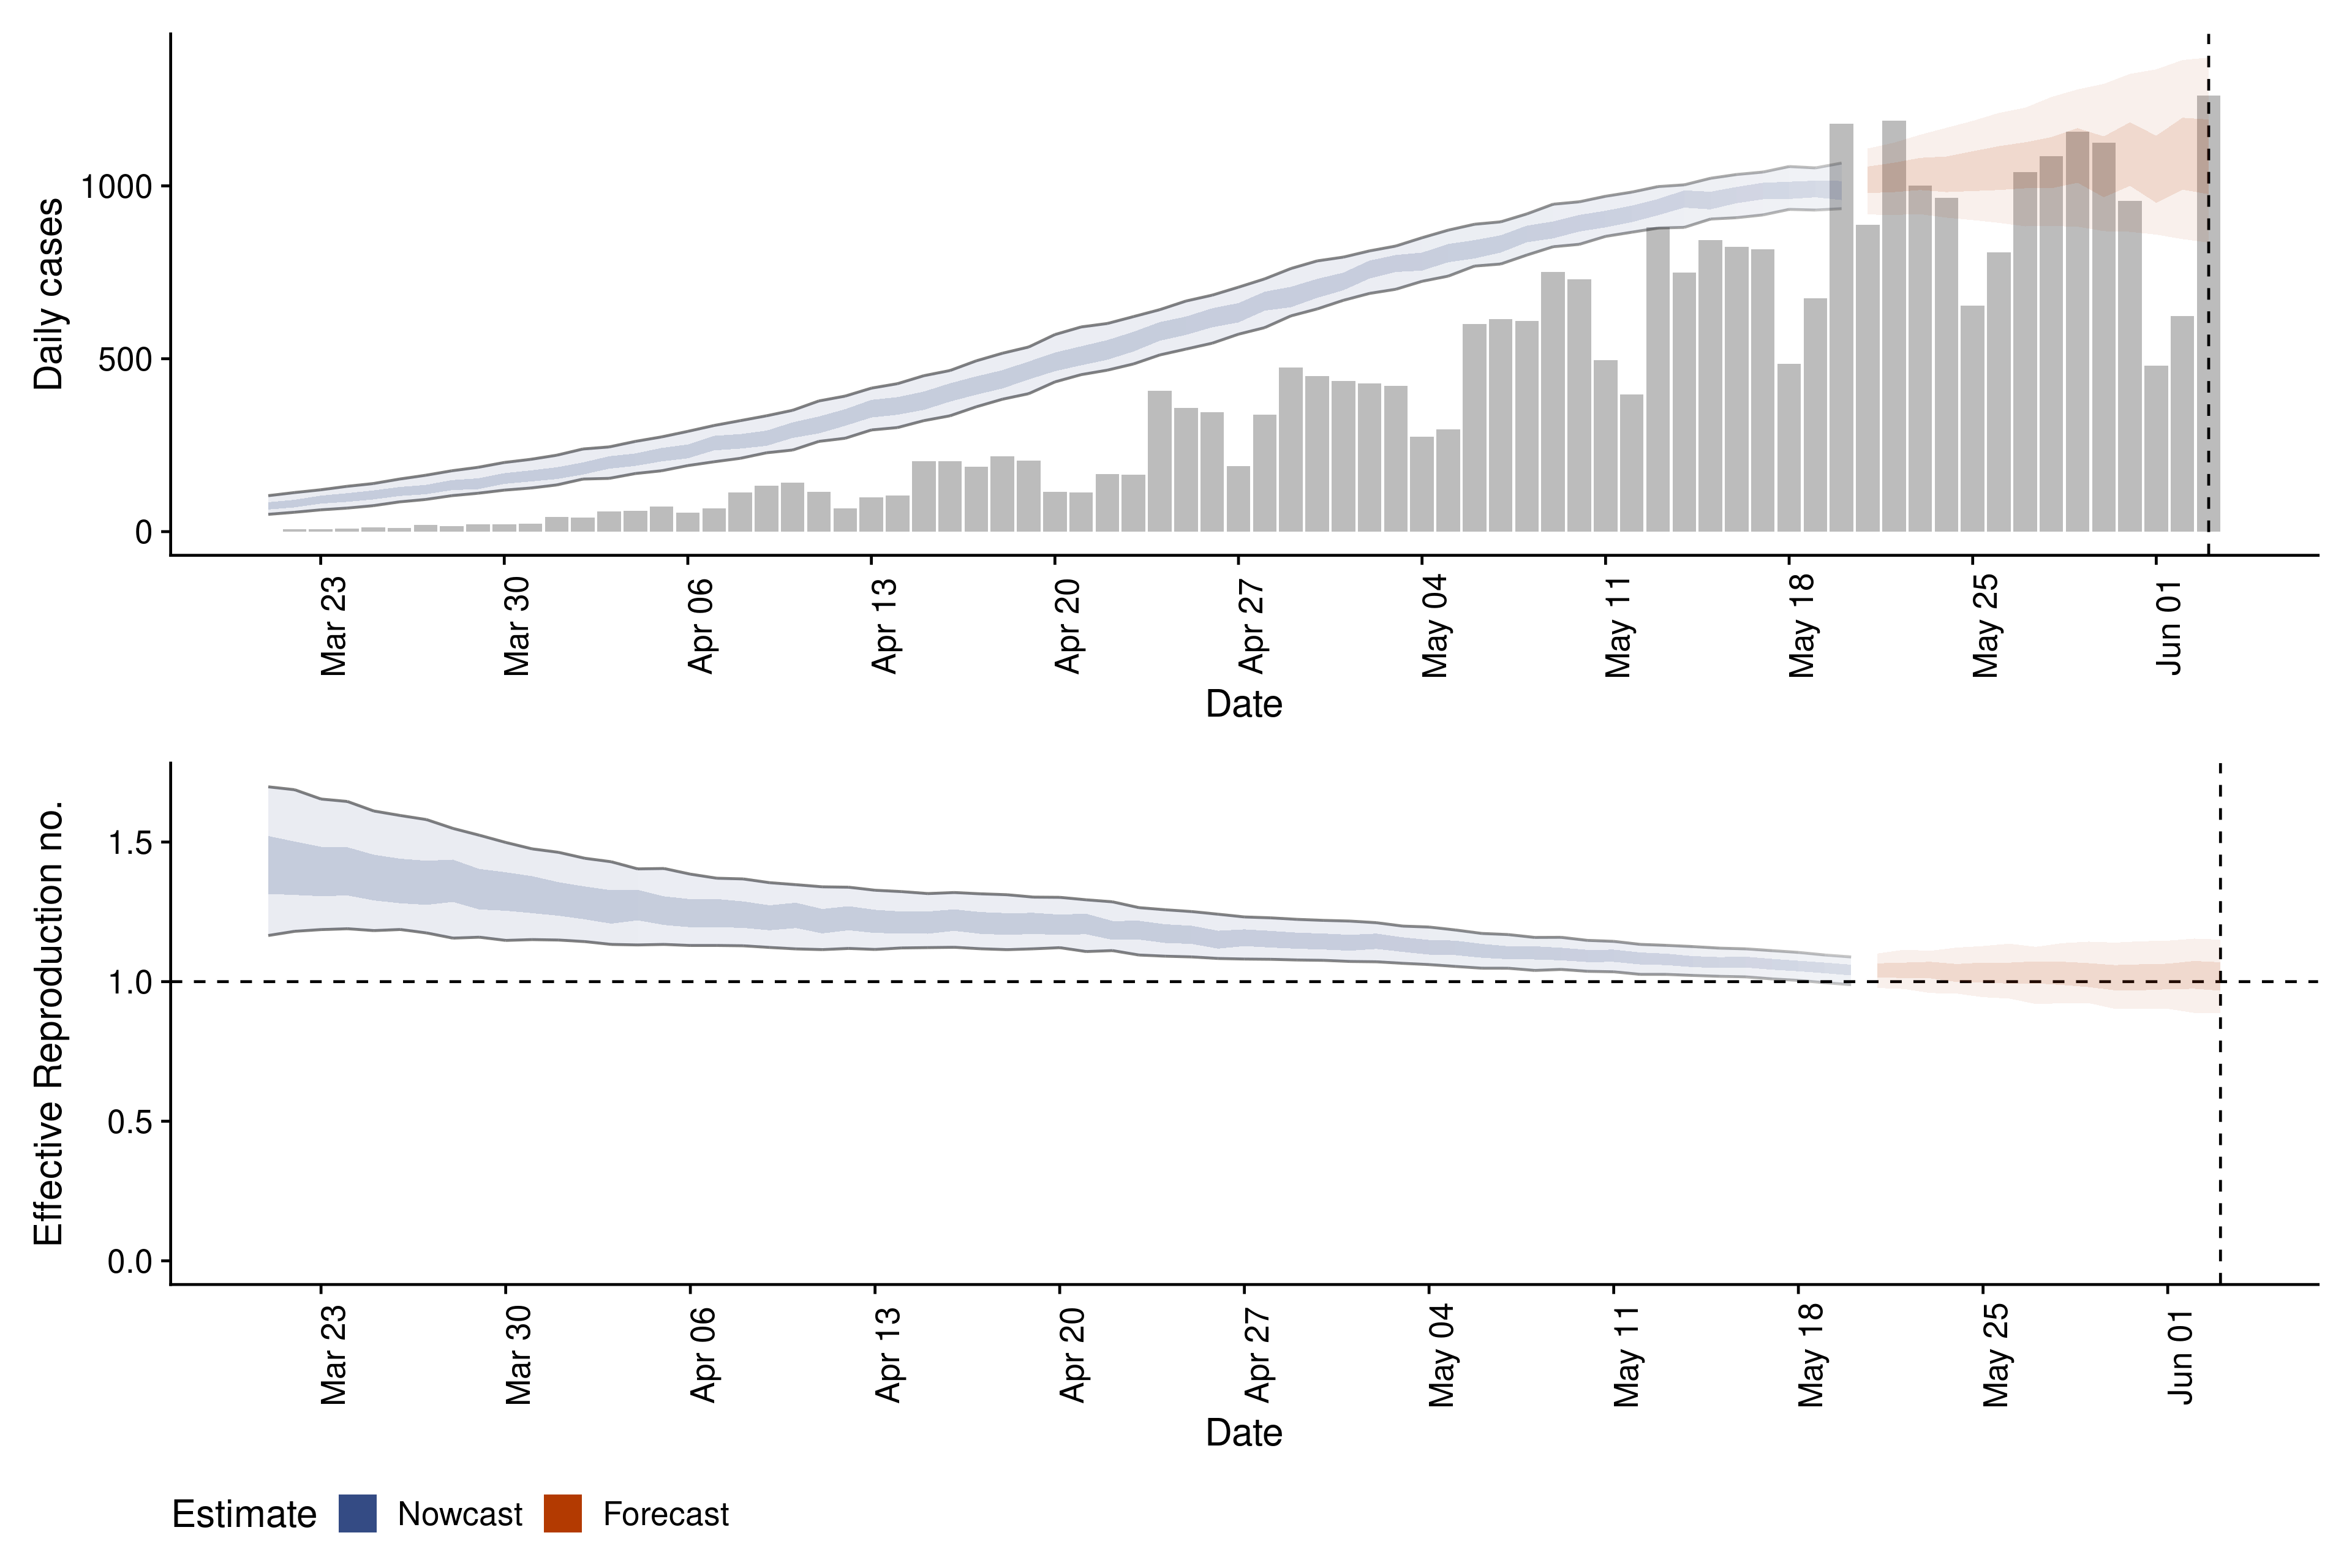 Daily cases
1000
500
0
Mar 23
Mar 30
Apr 06
Apr 13
Apr 20
Apr 27
May 04
May 11
May 18
May 25
Jun 01
Date
Effective Reproduction no.
1.5
1.0
0.5
0.0
Mar 23
Mar 30
Apr 06
Apr 13
Apr 20
Apr 27
May 04
May 11
May 18
May 25
Jun 01
Date
Estimate Nowcast Forecast